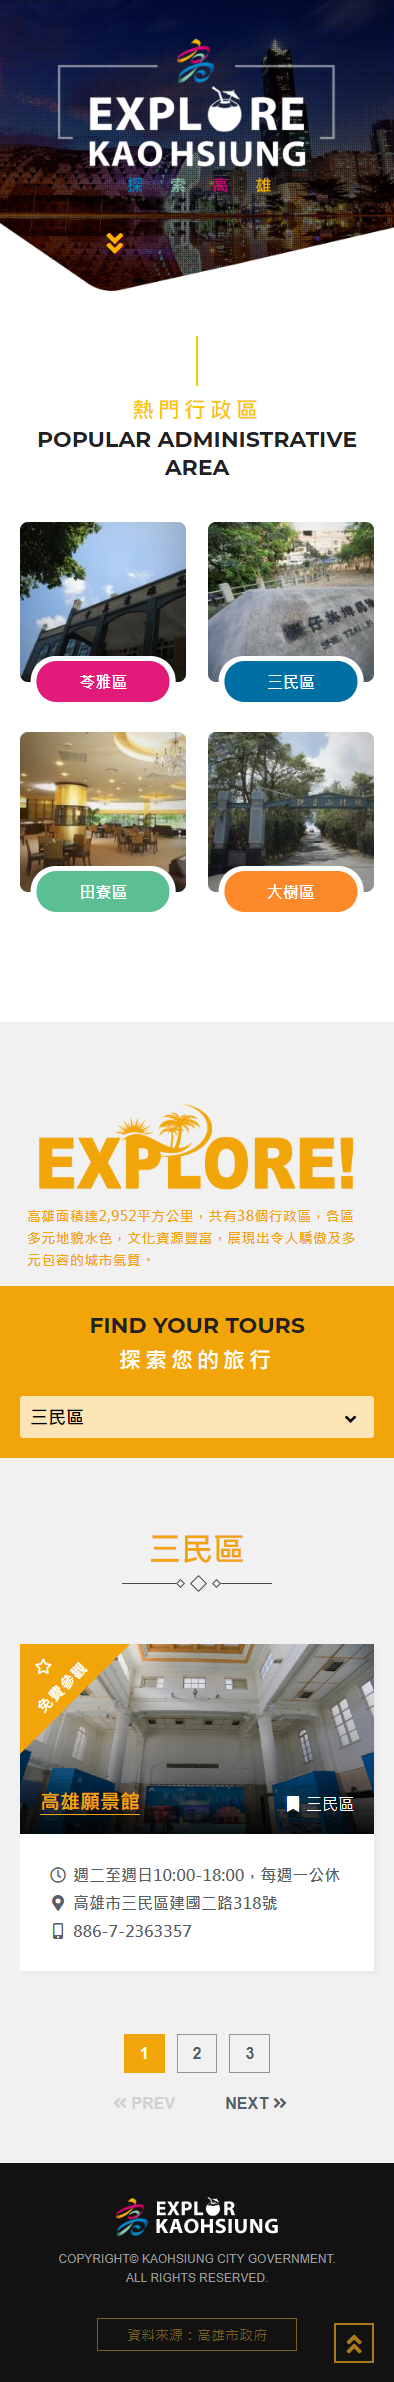 EXPLORE
KAOHSIUNG
探 索 高 雄
熱門行政區
POPULAR ADMINISTRATIVE
AREA
苓雅區
三民區
田寮區
大樹區
EXPLORE!
高雄面積達2,952平方公里，共有38個行政區，各區
多元地貌水色，文化資源豐富，展現出令人驕傲及多
元包容的城市氣質。
FIND YOUR TOURS
探索您的旅行
三民區
三民區
免費參觀
高雄願景館
三民區
週二至週日10:00-18:00，每週一公休
高雄市三民區建國二路318號
886-7-2363357
1 2 3
PREV NEXT
EXPLOR
KAOHSIUNG
COPYRIGHT© KAOHSIUNG CITY GOVERNMENT.
ALL RIGHTS RESERVED.
資料來源：高雄市政府